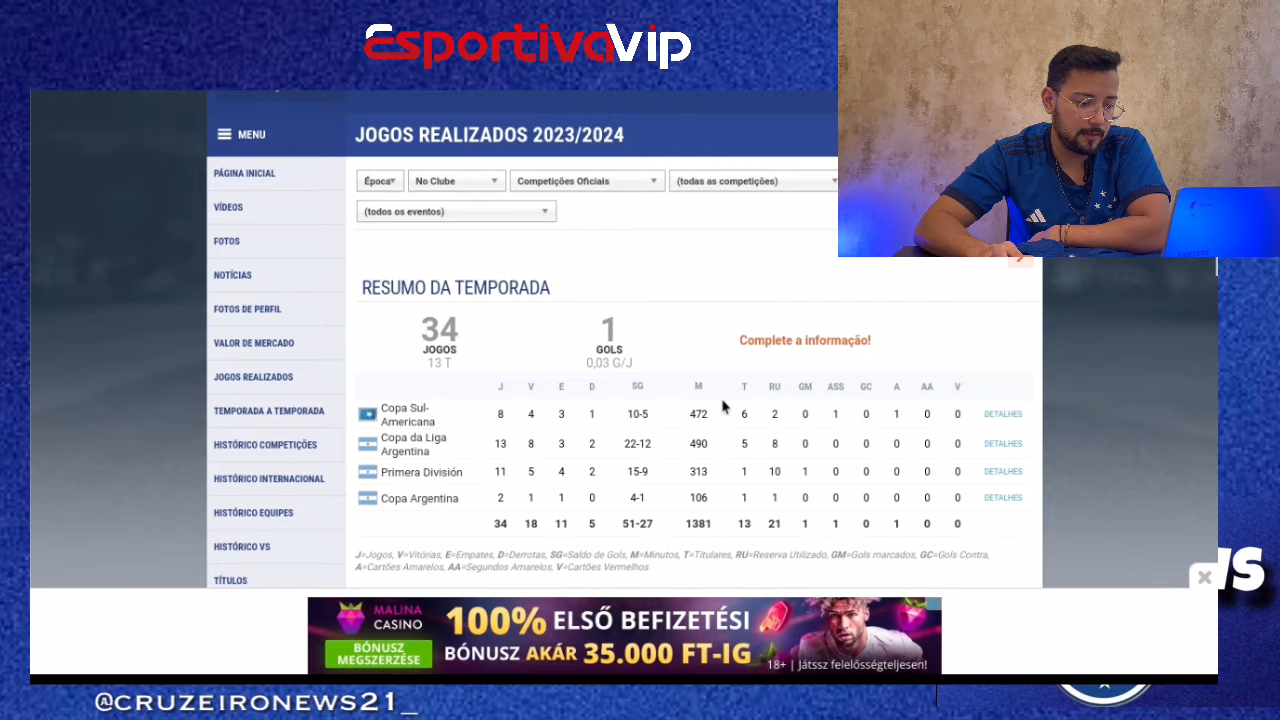 EsportivaVip
MENU
JOGOS REALIZADOS 2023/2024
PÁGINA INICIAL
VÍDEOS
FOTOS
NOTÍCIAS
FOTOS DE PERFIL
VALOR DE MERCADO
JOGOS REALIZADOS
TEMPORADA A TEMPORADA
HISTÓRICO COMPETIÇÕES
HISTÓRICO INTERNACIONAL
HISTÓRICO EQUIPES
HISTÓRICO VS
TÍTULOS
Época No Clube Competições Oficiais (todas as competições)
(todos os eventos)
RESUMO DA TEMPORADA
34 1
JOGOS GOLS Complete a informação!
13 T 0,03 G/J
J V E D SG M T RU GM ASS GC A AA V
Copa Sul-
Americana 8 4 3 1 10-5 472 6 2 0 1 0 1 0 0 DETALHES
Copa da Liga
Argentina 13 8 3 2 22-12 490 5 8 0 0 0 0 0 0 DETALHES
Primera División 11 5 4 2 15-9 313 1 10 1 0 0 0 0 0 DETALHES
Copa Argentina 2 1 1 0 4-1 106 1 1 0 0 0 0 0 0 DETALHES
34 18 11 5 51-27 1381 13 21 1 1 0 1 0 0
J=Jogos, V=Vitórias, E=Empates, D=Derrotas, SG=Saldo de Gols, M=Minutos, T=Titulares, RU=Reserva Utilizado, GM=Gols marcados, GC=Gols Contra,
A=Cartões Amarelos, AA=Segundos Amarelos, V=Cartões Vermelhos
MALINA
CASINO
BÓNUSZ
MEGSZERZÉSE
100% ELSŐ BEFIZETÉSI
BÓNUSZ AKÁR 35.000 FT-IG
18+ | Játssz felelősségteljesen!
WS
@CRUZEIRONEWS21_